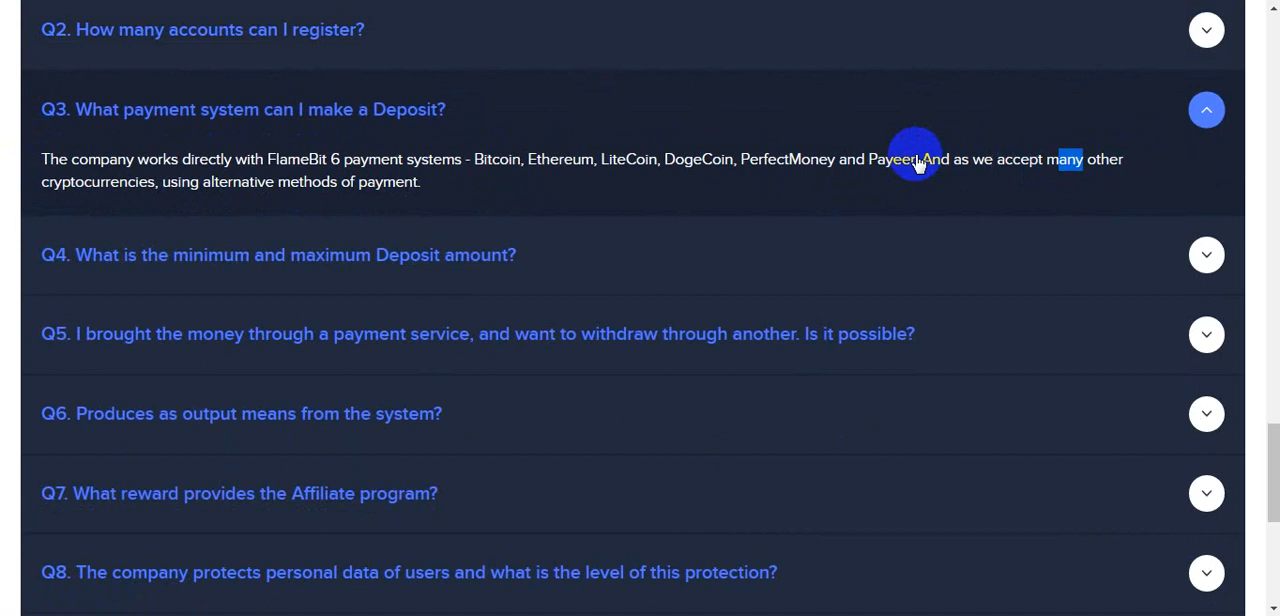 Q2. How many accounts can I register?
Q3. What payment system can I make a Deposit?
The company works directly with FlameBit 6 payment systems - Bitcoin, Ethereum, LiteCoin, DogeCoin, PerfectMoney and Payeer. And as we accept many other
cryptocurrencies, using alternative methods of payment.
Q4. What is the minimum and maximum Deposit amount?
Q5. I brought the money through a payment service, and want to withdraw through another. Is it possible?
Q6. Produces as output means from the system?
Q7. What reward provides the Affiliate program?
Q8. The company protects personal data of users and what is the level of this protection?